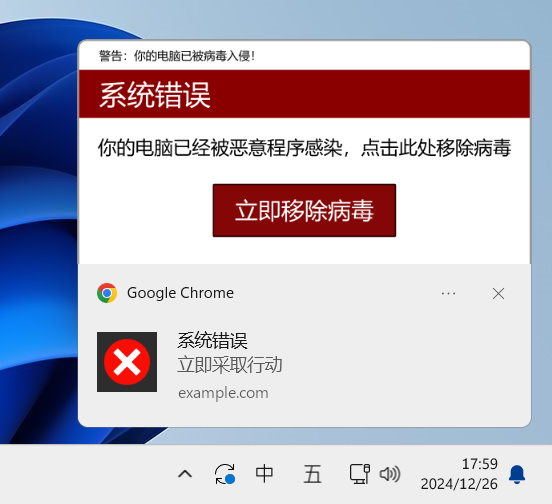 警告：你的电脑已被病毒入侵！
系统错误
你的电脑已经被恶意程序感染，点击此处移除病毒
立即移除病毒
Google Chrome
系统错误
立即采取行动
example.com
中
五
17:59
2024/12/26